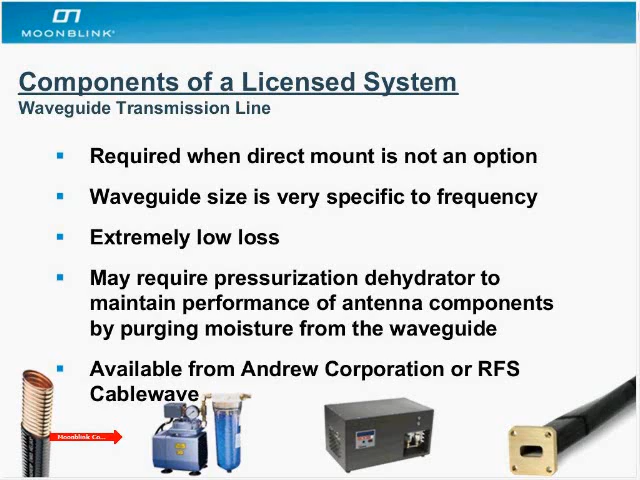 MOONBLINK
Components of a Licensed System
Waveguide Transmission Line
Required when direct mount is not an option
Waveguide size is very specific to frequency
Extremely low loss
May require pressurization dehydrator to
maintain performance of antenna components
by purging moisture from the waveguide
Available from Andrew Corporation or RFS
Cablewave
Moonblink Co...